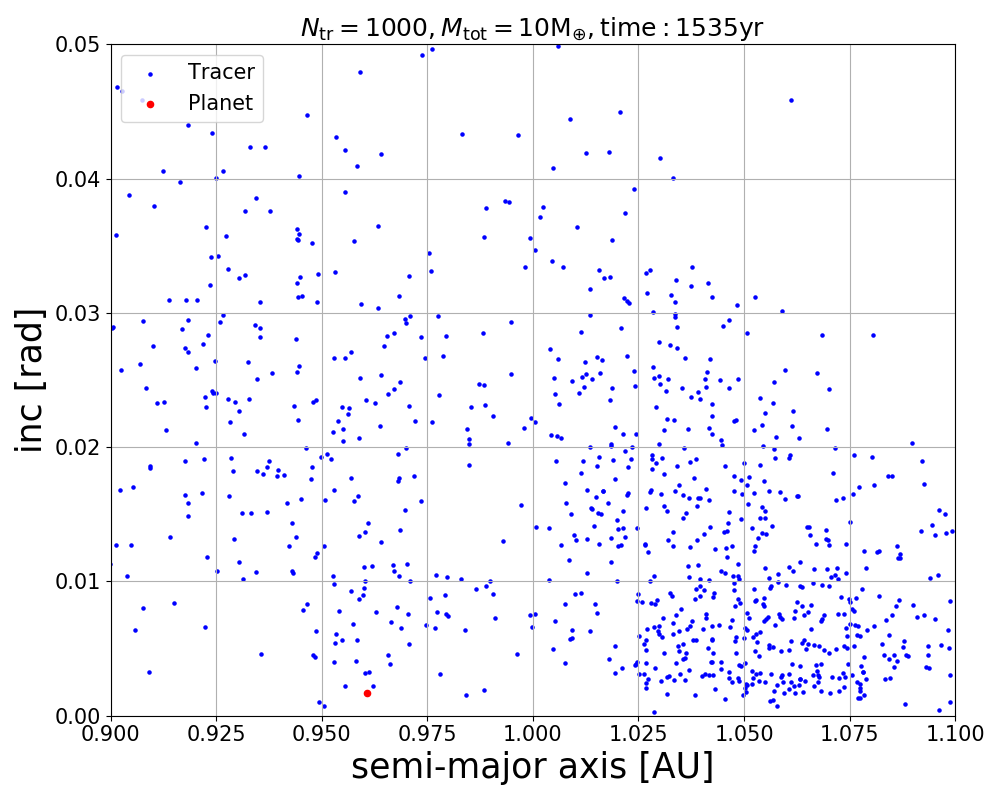 N_tr = 1000, M_tot = 10M_⊕, time : 1535yr
Tracer
Planet
0.05
0.04
0.03
0.02
0.01
0.00
inc [rad]
0.900 0.925 0.950 0.975 1.000 1.025 1.050 1.075 1.100
semi-major axis [AU]